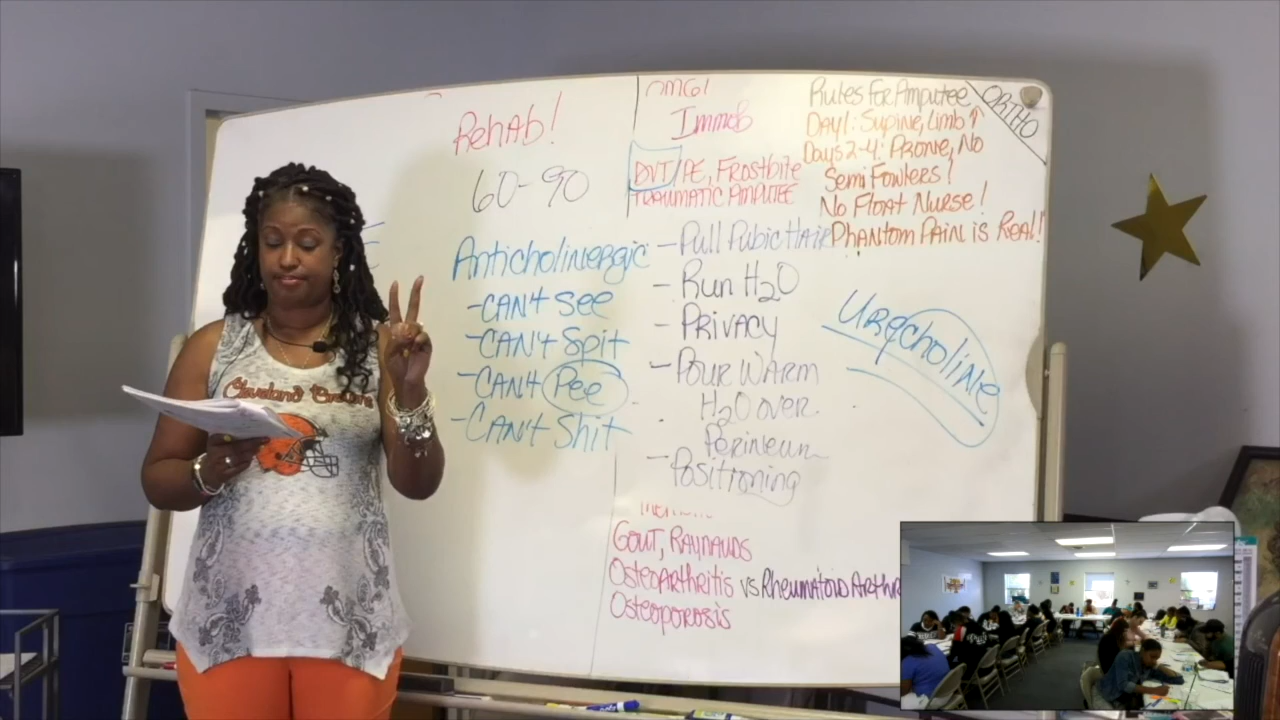 Rehab!
60-90
Anticholinergic
-CAN't See
-CAN't Spit
-CAN't Pee
-CAN't Shit
OMG!
Immob
DVT/PE, Frostbite
TRAUMATIC AMPUTEE
- Pull Pubic Hair
- Run H2O
- PRIVACY
- Pour WARM
H2O over
Perineum
- Positioning
Gout, RAYNAUDS
OsteoArthritis vs Rheumatoid Arthr
Osteoporosis
Rules For Amputee
DAY 1: Supine, Limb ↑
Days 2-4: Prone, No
Semi Fowlers!
No Float Nurse!
Phantom Pain is Real!
ORTHO
Urecholine
Cleveland Browns